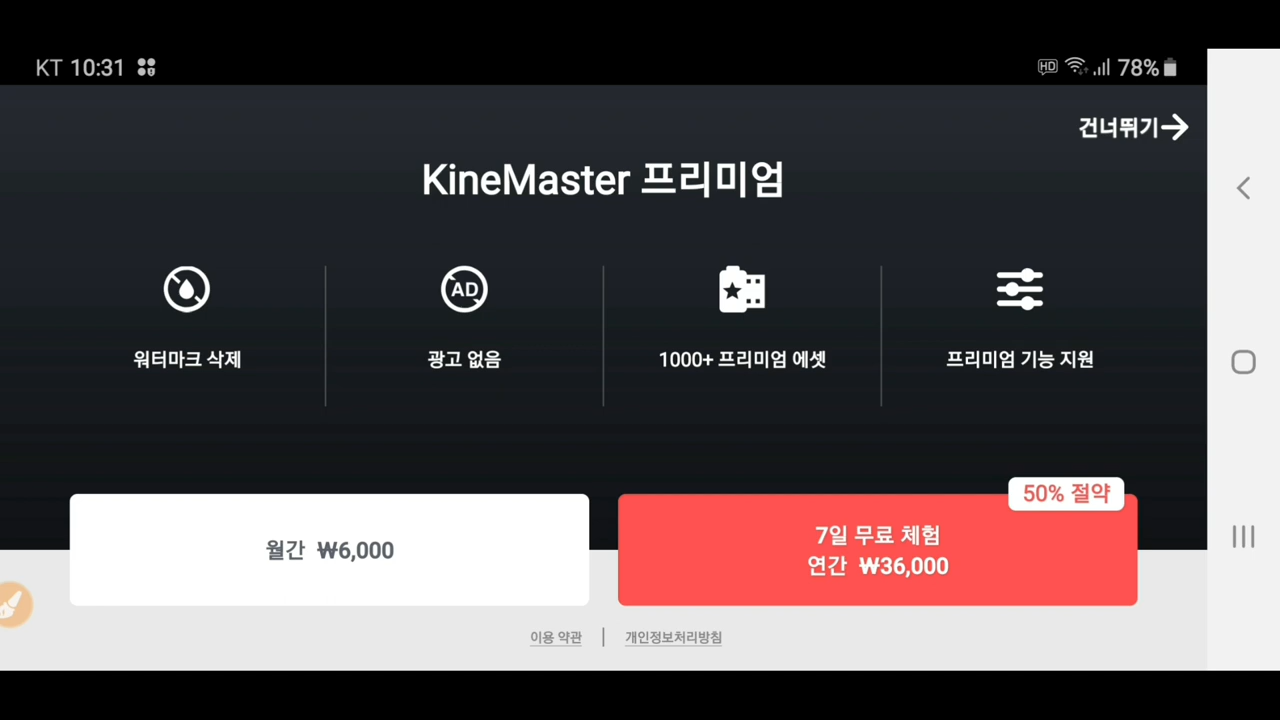 KT 10:31
HD 78%
건너뛰기
KineMaster 프리미엄
AD
워터마크 삭제
광고 없음
1000+ 프리미엄 에셋
프리미엄 기능 지원
50% 절약
월간 ₩6,000
7일 무료 체험
연간 ₩36,000
이용 약관
개인정보처리방침